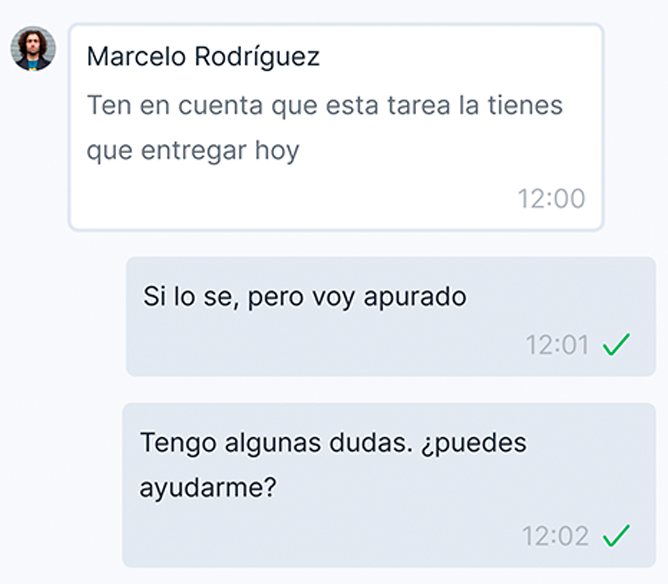 Marcelo Rodríguez
Ten en cuenta que esta tarea la tienes
que entregar hoy
12:00
Si lo se, pero voy apurado
12:01
Tengo algunas dudas. ¿puedes
ayudarme?
12:02